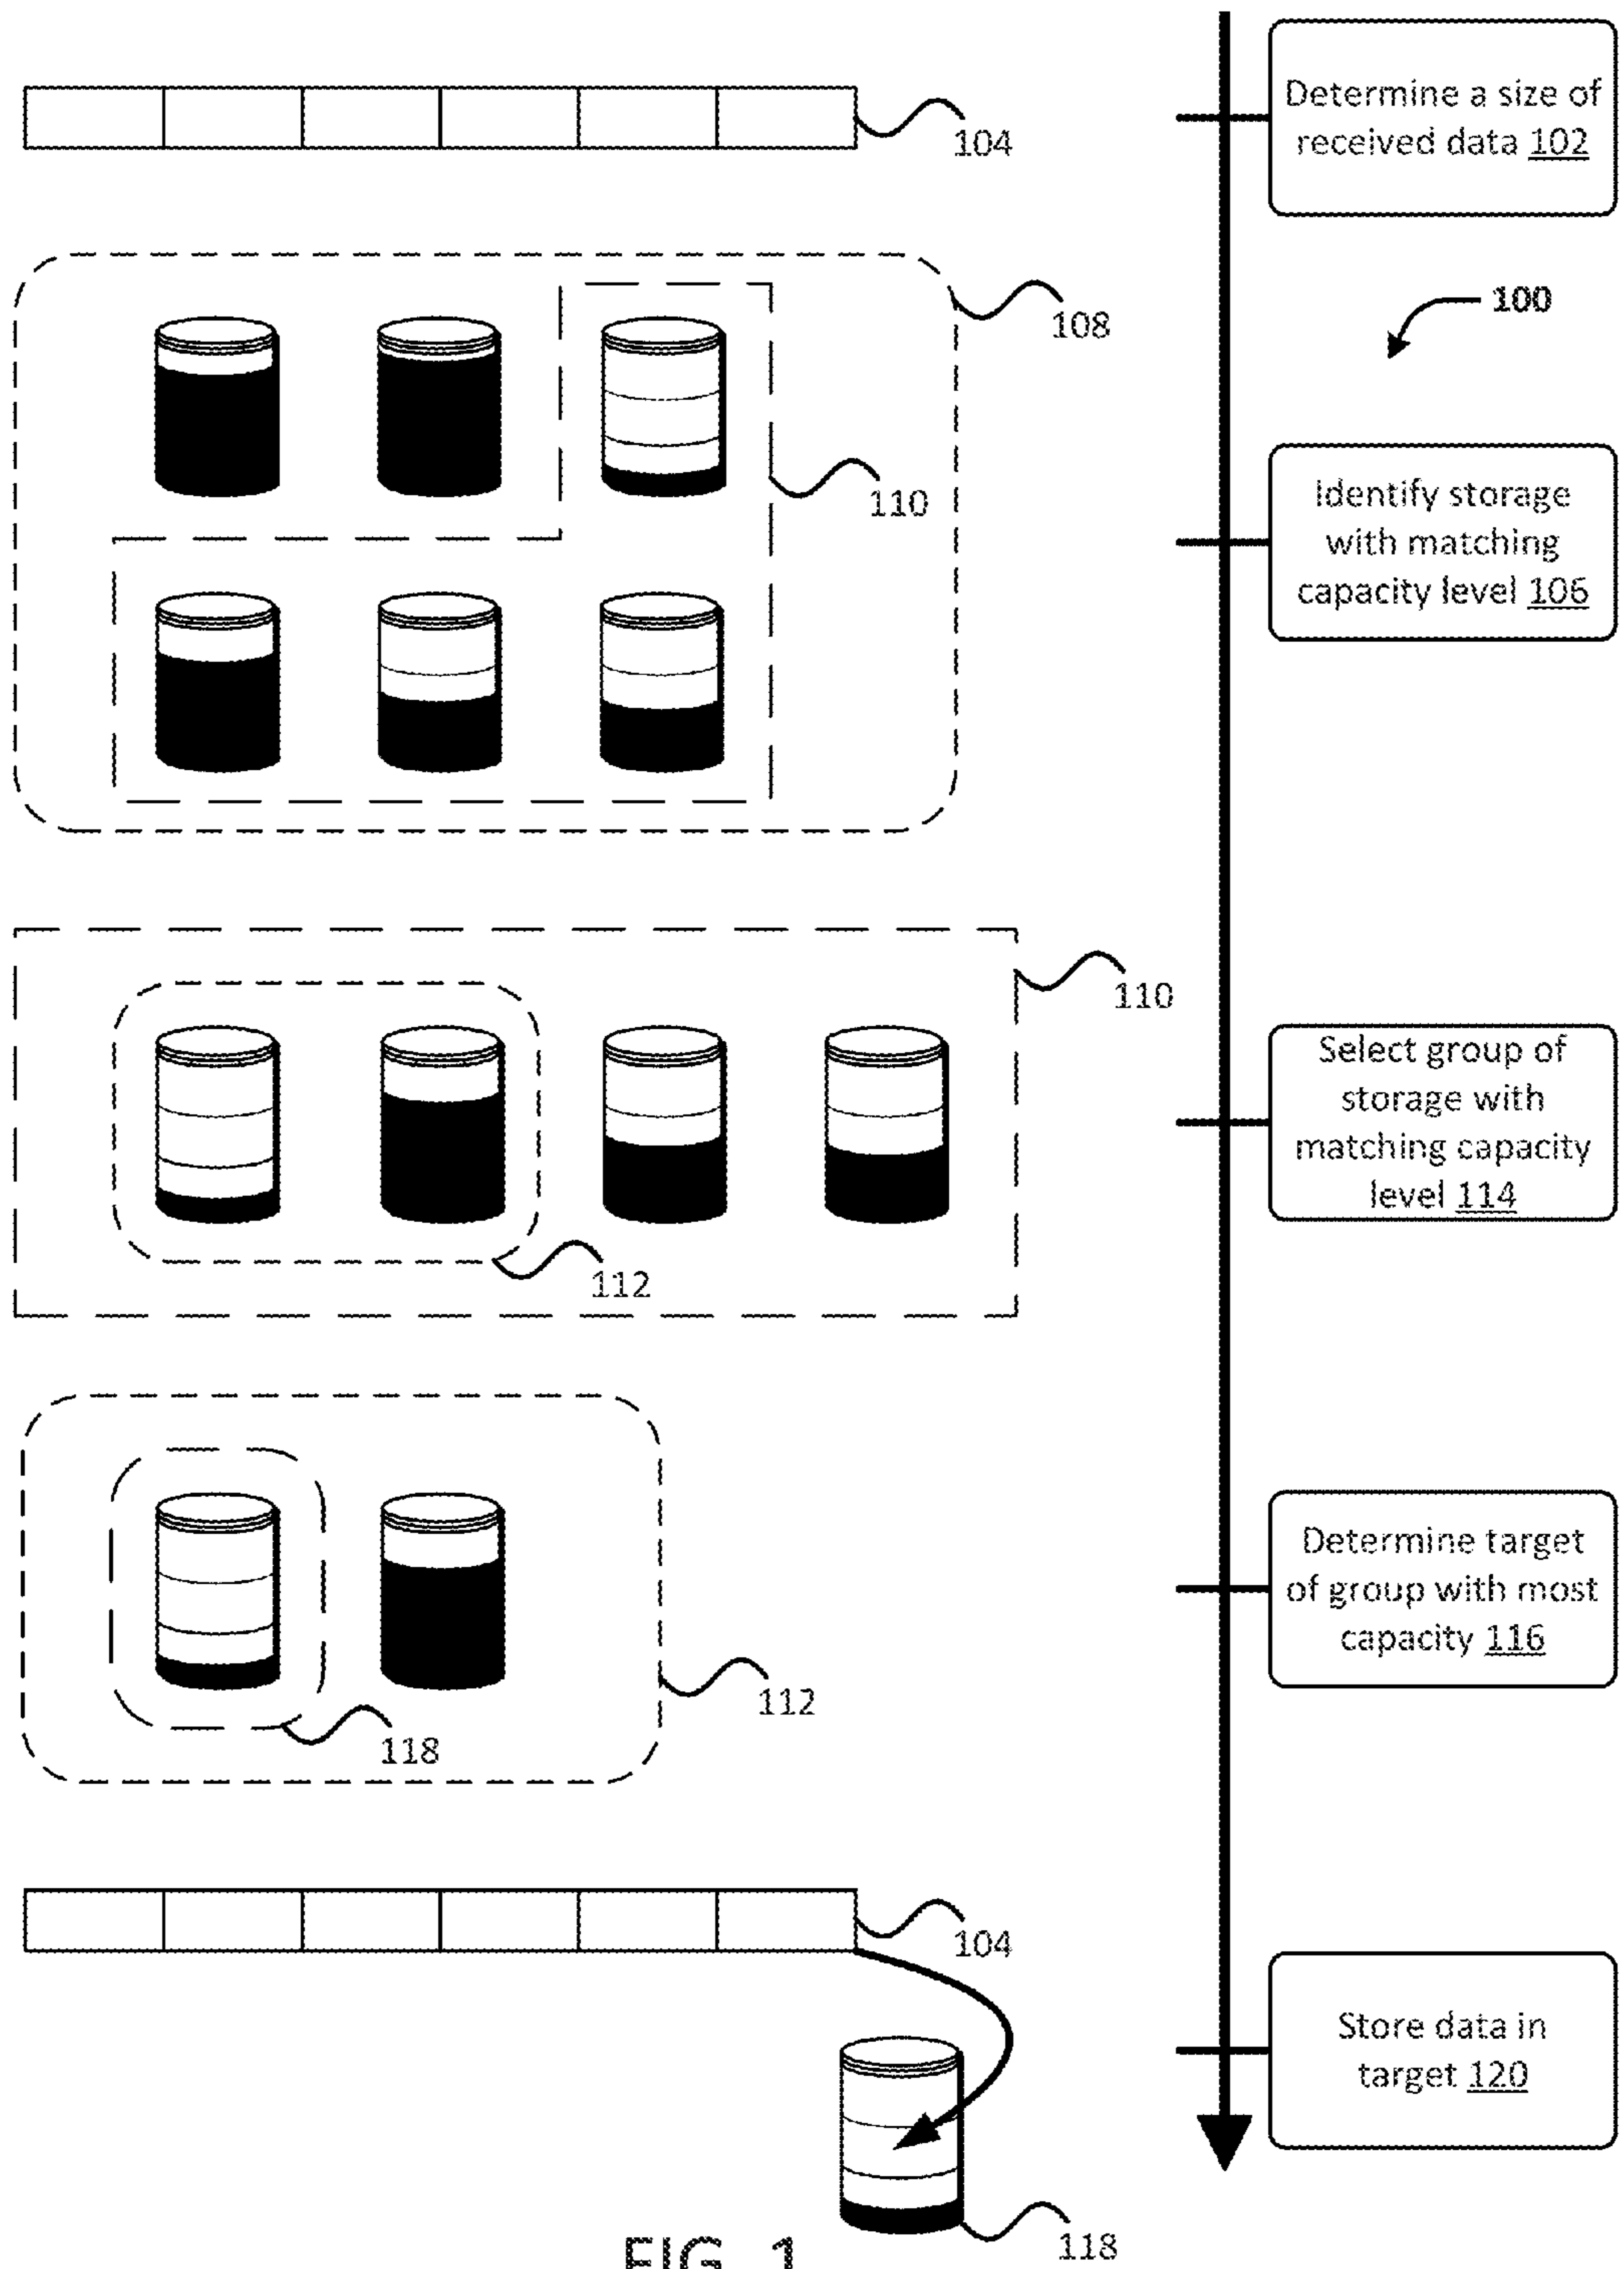 Determine a size of
received data 102
104
100
108
110
Identify storage
with matching
capacity level 106
110
Select group of
storage with
matching capacity
level 114
112
Determine target
of group with most
capacity 116
112
118
104
Store data in
target 120
118
FIG. 1